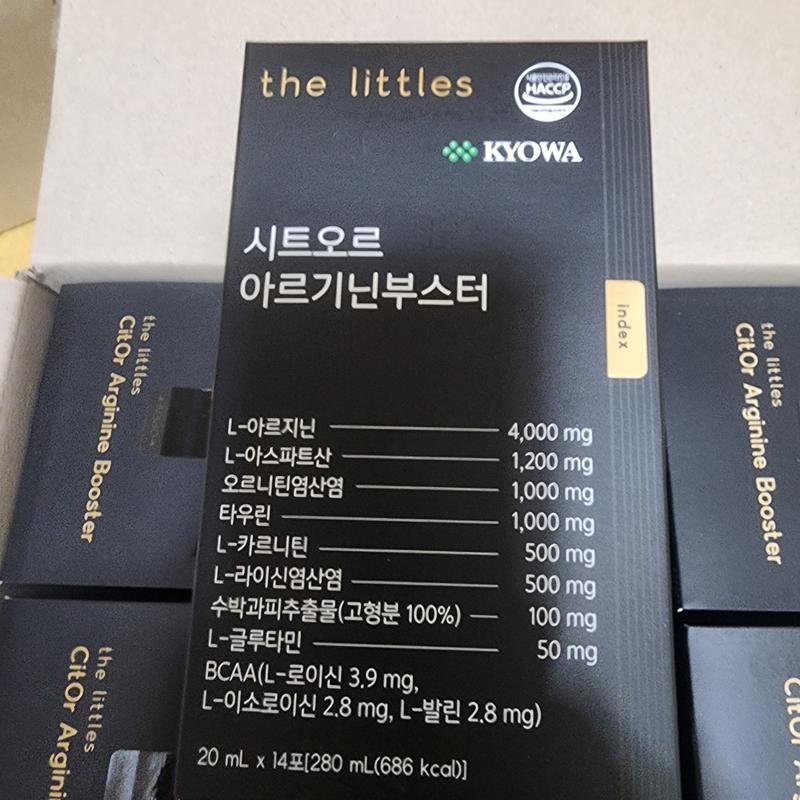 the littles
HACCP
KYOWA
시트오르
아르기닌부스터
index
L-아르지닌 4,000 mg
L-아스파트산 1,200 mg
오르니틴염산염 1,000 mg
타우린 1,000 mg
L-카르니틴 500 mg
L-라이신염산염 500 mg
수박과피추출물(고형분 100%) 100 mg
L-글루타민 50 mg
BCAA(L-로이신 3.9 mg,
L-이소로이신 2.8 mg, L-발린 2.8 mg)
20 mL x 14포[280 mL(686 kcal)]
the littles
CitOr Arginine Booster
the littles
CitOr Arginine Booster
the littles
CitOr Argini
CitOr